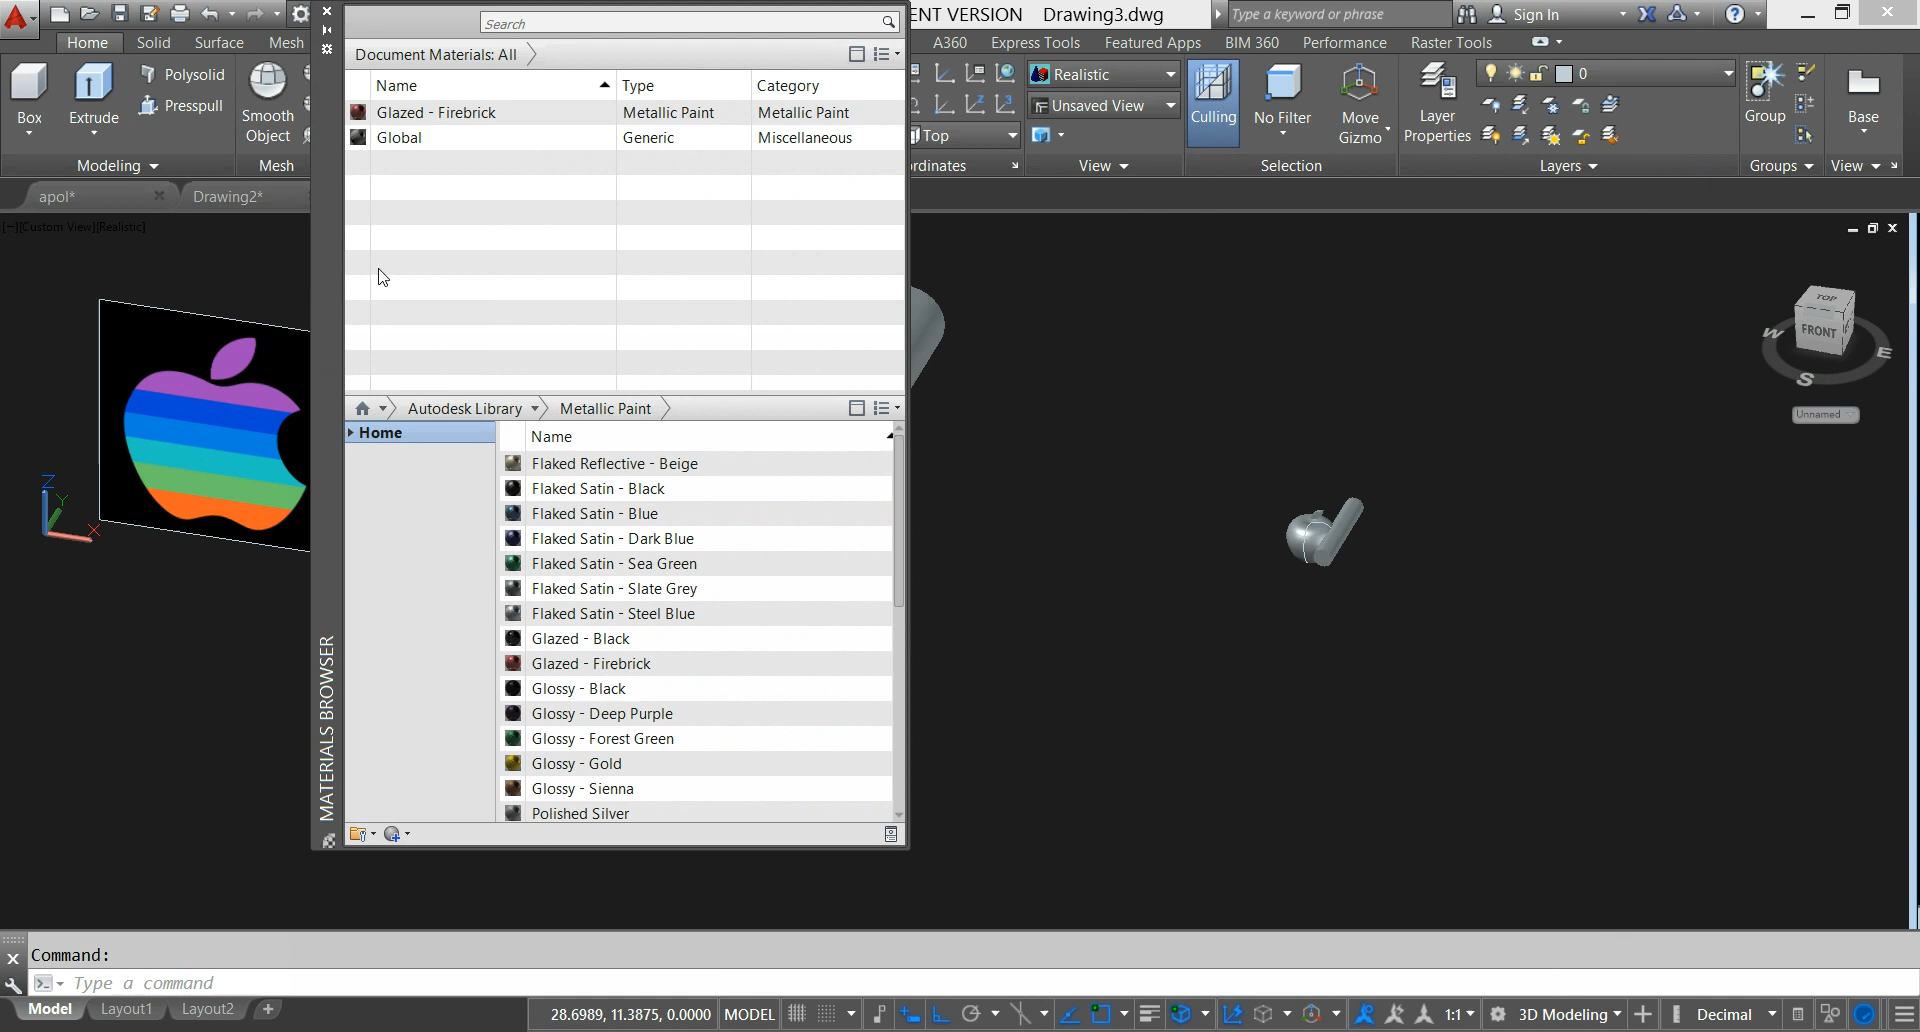 Search
ENT VERSION Drawing3.dwg
Type a keyword or phrase
Sign In
Home Solid Surface Mesh
A360 Express Tools Featured Apps BIM 360 Performance Raster Tools
Box
Extrude
Polysolid
Presspull
Smooth
Object
Modeling
Mesh
Document Materials: All
Name Type Category
Glazed - Firebrick Metallic Paint Metallic Paint
Global Generic Miscellaneous
Realistic
Unsaved View
Top
rdinates
View
Culling
No Filter
Move
Gizmo
Selection
Layer
Properties
0
Layers
Group
Groups
Base
View
apol*
Drawing2*
[−][Custom View][Realistic]
TOP
FRONT
W
E
S
Unnamed
Z
Y
X
Autodesk Library Metallic Paint
Home
Name
Flaked Reflective - Beige
Flaked Satin - Black
Flaked Satin - Blue
Flaked Satin - Dark Blue
Flaked Satin - Sea Green
Flaked Satin - Slate Grey
Flaked Satin - Steel Blue
Glazed - Black
Glazed - Firebrick
Glossy - Black
Glossy - Deep Purple
Glossy - Forest Green
Glossy - Gold
Glossy - Sienna
Polished Silver
MATERIALS BROWSER
Command:
Type a command
Model Layout1 Layout2
28.6989, 11.3875, 0.0000 MODEL
1:1
3D Modeling
Decimal